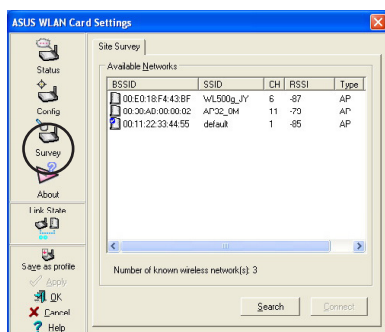 ASUS WLAN Card Settings
Status
Config
Survey
About
Link State
Save as profile
Apply
OK
Cancel
Help
Site Survey
Available Networks
BSSID SSID CH RSSI Type
00:E0:18:F4:43:BF WL500g_JY 6 -87 AP
00:30:AB:00:00:02 11 -79 AP
00:11:22:33:44:55 default 1 -85 AP
Number of known wireless network(s): 3
Search Connect